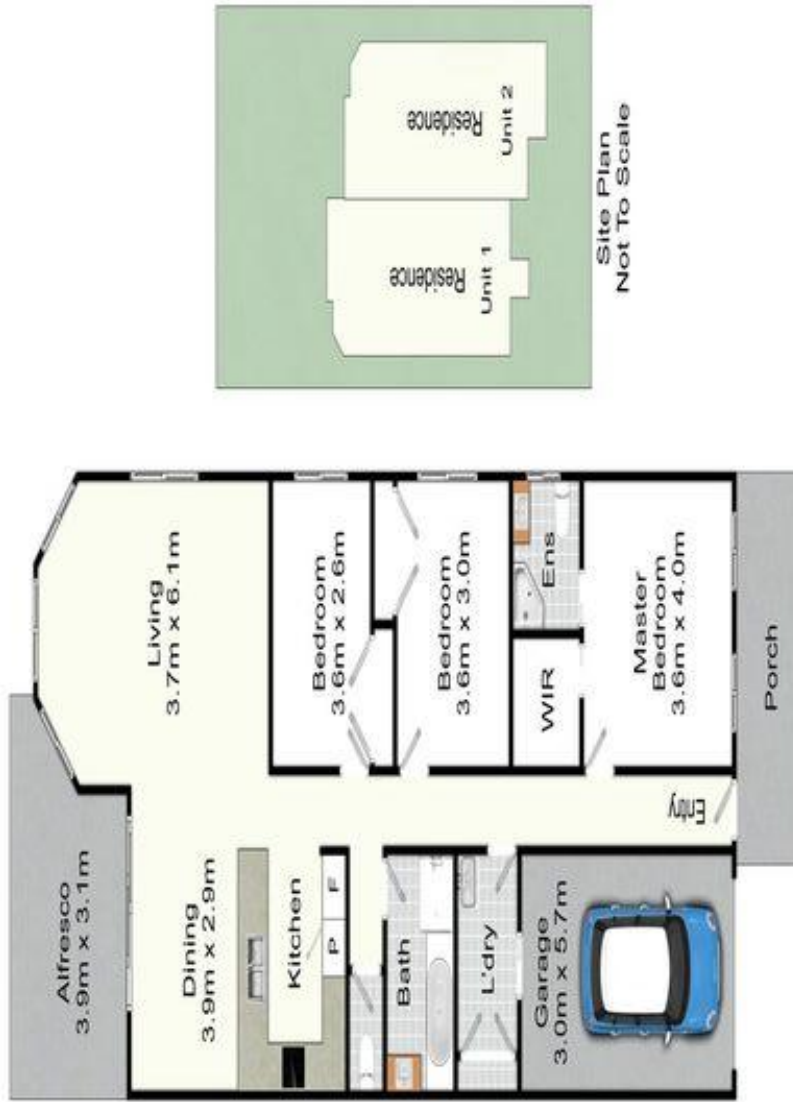 Alfresco
3.9m x 3.1m
Living
3.7m x 6.1m
Dining
3.9m x 2.9m
Kitchen
P
F
Bedroom
3.6m x 2.6m
Bath
Bedroom
3.6m x 3.0m
L'dry
WIR
Ens
Garage
3.0m x 5.7m
Entry
Master
Bedroom
3.6m x 4.0m
Porch
Residence
Unit 1
Residence
Unit 2
Site Plan
Not To Scale